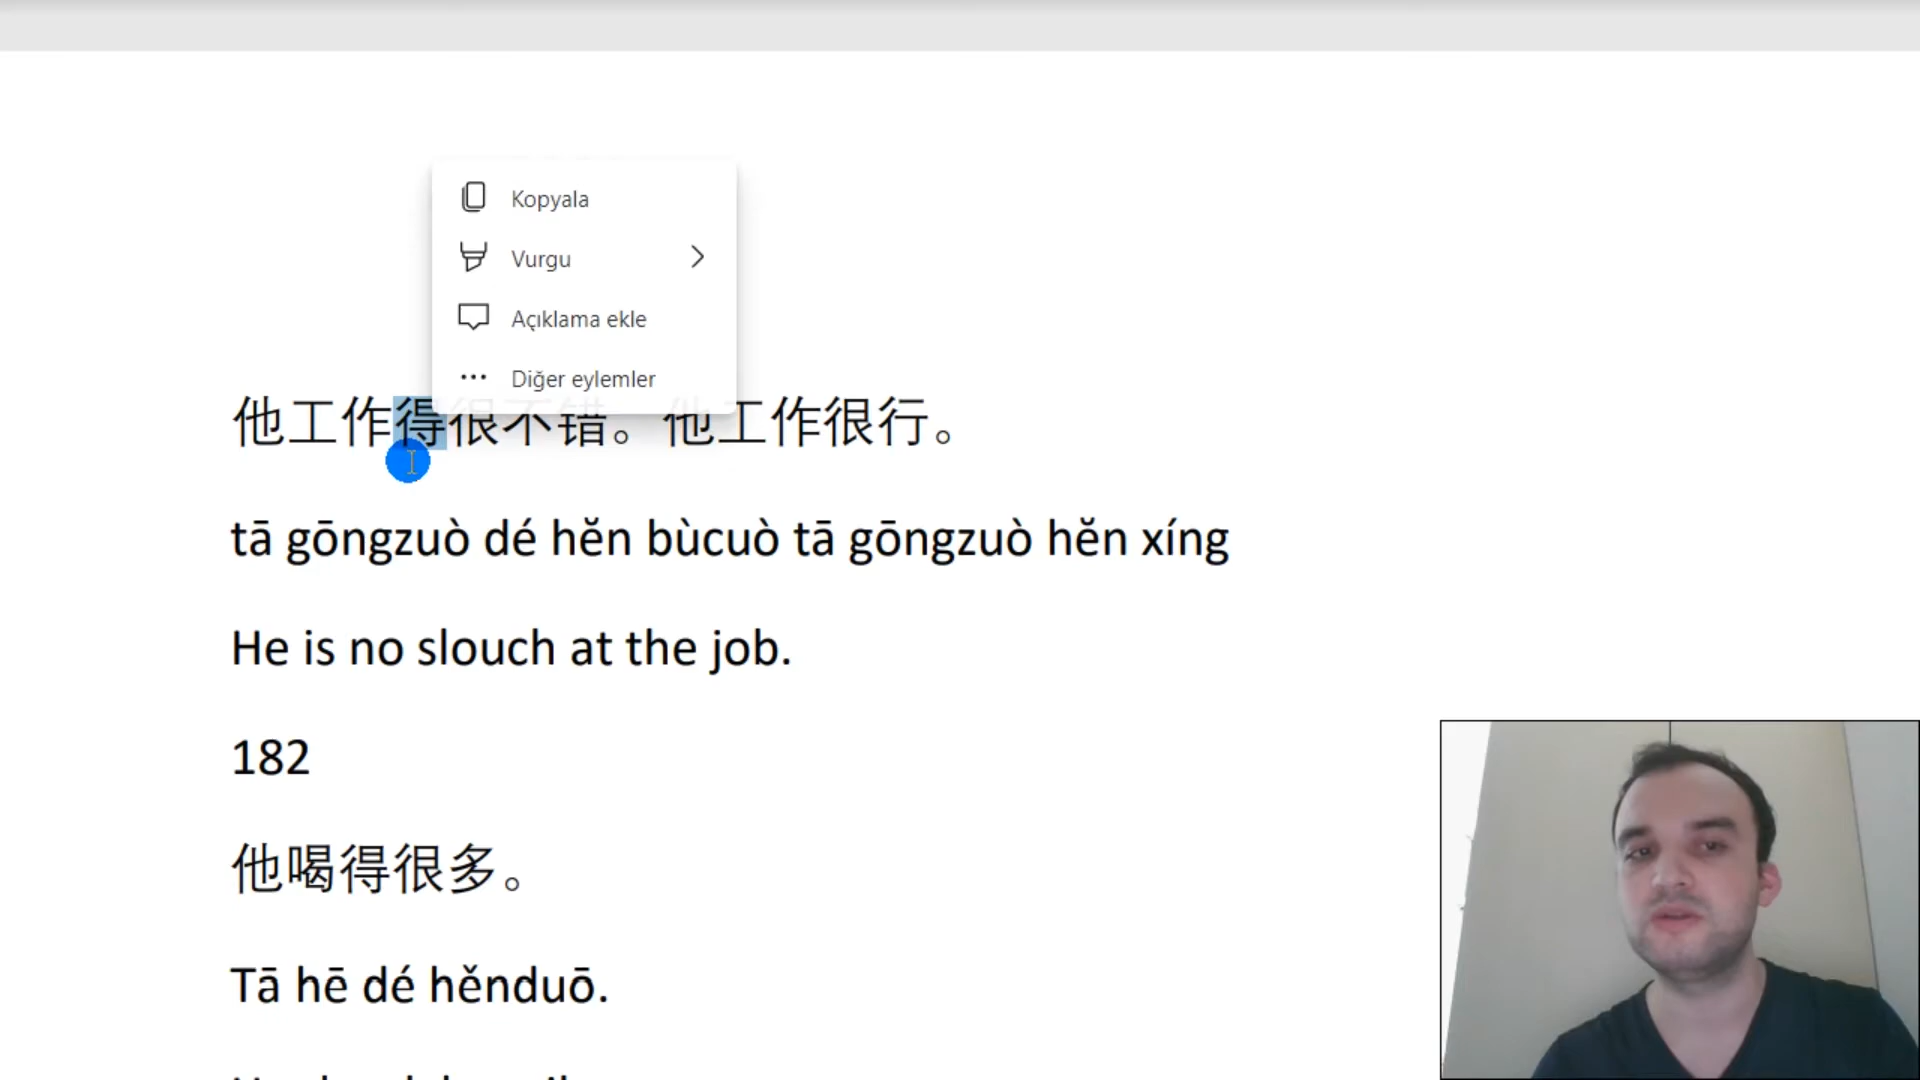 Kopyala
Vurgu
Açıklama ekle
Diğer eylemler
他工作得很不错。他工作很行。
tā gōngzuò dé hěn bùcuò tā gōngzuò hěn xíng
He is no slouch at the job.
182
他喝得很多。
Tā hē dé hěnduō.